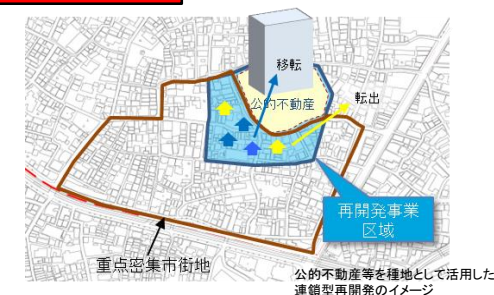 移転
公的不動産
転出
再開発事業
区域
重点密集市街地
公的不動産等を種地として活用した
連鎖型再開発のイメージ